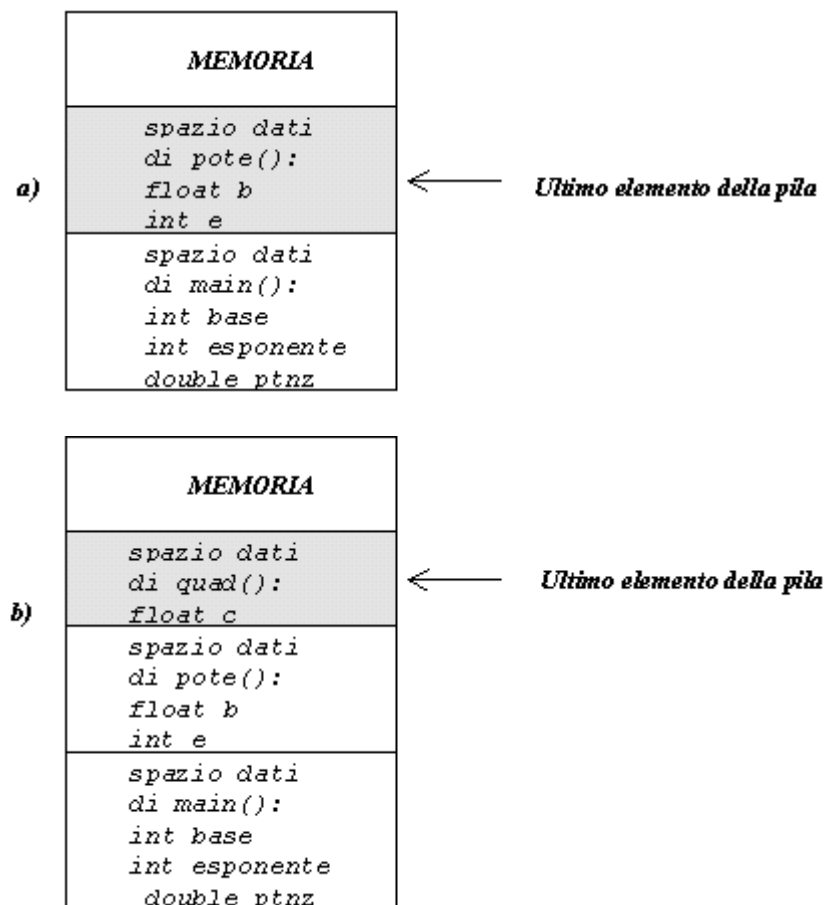 MEMORIA
spazio dati
di pote():
float b
int e
a)
Ultimo elemento della pila
spazio dati
di main():
int base
int esponente
double ptnz
MEMORIA
spazio dati
di quad():
float c
b)
Ultimo elemento della pila
spazio dati
di pote():
float b
int e
spazio dati
di main():
int base
int esponente
double ptnz